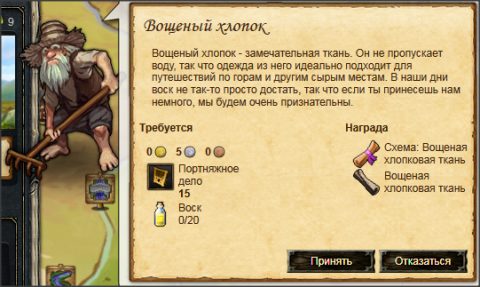 9
Вощеный хлопок
Вощеный хлопок - замечательная ткань. Он не пропускает
воду, так что одежда из него идеально подходит для
путешествий по горам и другим сырым местам. В наши дни
воск не так-то просто достать, так что если ты принесешь нам
немного, мы будем очень признательны.
Требуется
0 5 0
Портняжное
дело
15
Воск
0/20
Награда
Схема: Вощеная
хлопковая ткань
Вощеная
хлопковая ткань
Принять
Отказаться